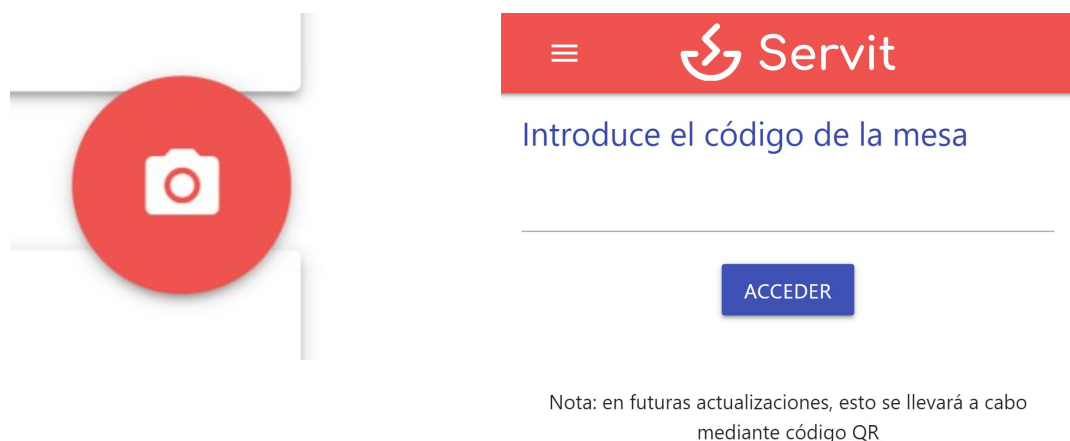 Servit
Introduce el código de la mesa
ACCEDER
Nota: en futuras actualizaciones, esto se llevará a cabo
mediante código QR